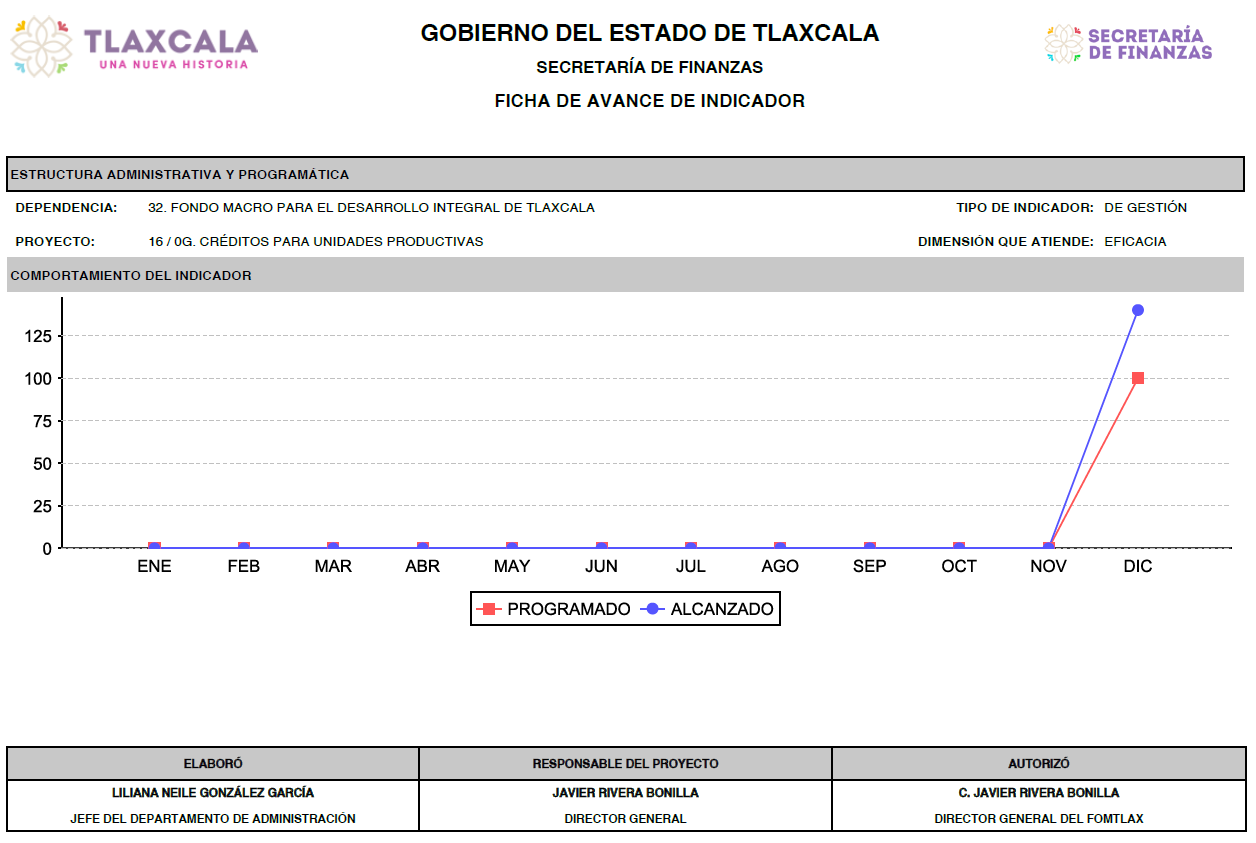 TLAXCALA
UNA NUEVA HISTORIA
GOBIERNO DEL ESTADO DE TLAXCALA
SECRETARÍA DE FINANZAS
FICHA DE AVANCE DE INDICADOR
SECRETARÍA
DE FINANZAS
ESTRUCTURA ADMINISTRATIVA Y PROGRAMÁTICA
DEPENDENCIA: 32. FONDO MACRO PARA EL DESARROLLO INTEGRAL DE TLAXCALA TIPO DE INDICADOR: DE GESTIÓN
PROYECTO: 16 / 0G. CRÉDITOS PARA UNIDADES PRODUCTIVAS DIMENSIÓN QUE ATIENDE: EFICACIA
COMPORTAMIENTO DEL INDICADOR
125
100
75
50
25
0
ENE FEB MAR ABR MAY JUN JUL AGO SEP OCT NOV DIC
PROGRAMADO ALCANZADO
ELABORÓ RESPONSABLE DEL PROYECTO AUTORIZÓ
LILIANA NEILE GONZÁLEZ GARCÍA JAVIER RIVERA BONILLA C. JAVIER RIVERA BONILLA
JEFE DEL DEPARTAMENTO DE ADMINISTRACIÓN DIRECTOR GENERAL DIRECTOR GENERAL DEL FOMTLAX